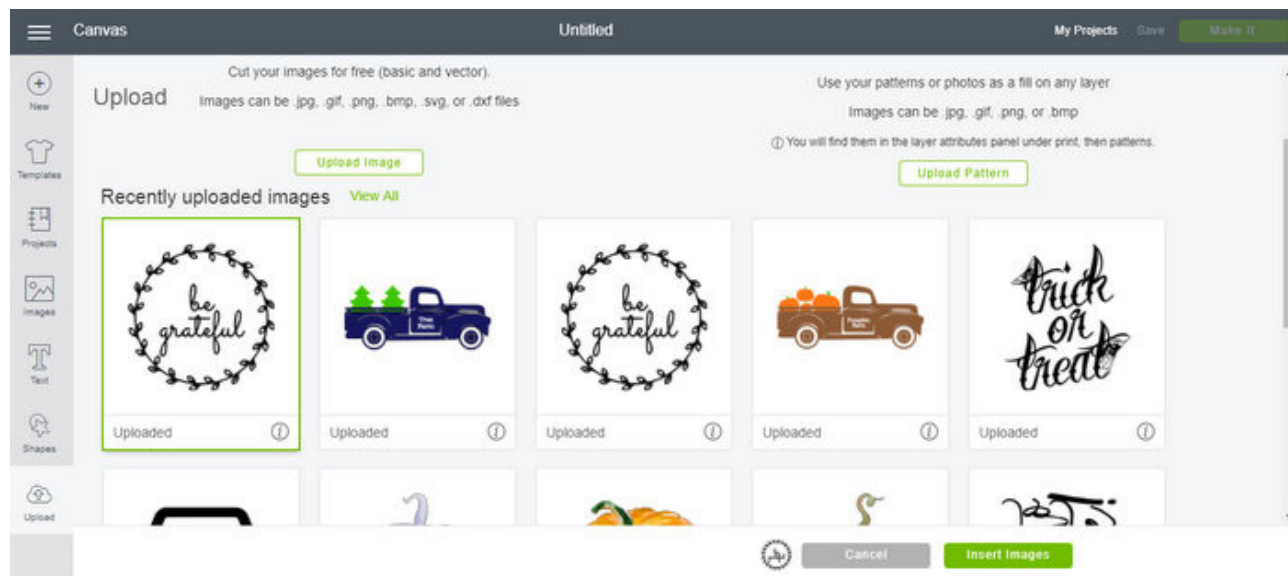 Canvas
Untitled
My Projects
Save
Make It
New
Templates
Projects
Images
Text
Shapes
Upload
Upload
Cut your images for free (basic and vector).
Images can be .jpg, .gif, .png, .bmp, .svg, or .dxf files
Upload Image
Use your patterns or photos as a fill on any layer
Images can be .jpg, .gif, .png, or .bmp
You will find them in the layer attributes panel under print, then patterns.
Upload Pattern
Recently uploaded images
View All
be
grateful
Uploaded
Tree
Farm
Uploaded
be
grateful
Uploaded
Pumpkin
Uploaded
trick
or
treat
Uploaded
Cancel
Insert Images